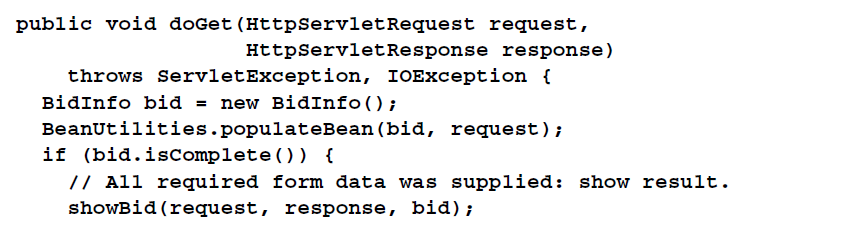 public void doGet(HttpServletRequest request,
                  HttpServletResponse response)
    throws ServletException, IOException {
  BidInfo bid = new BidInfo();
  BeanUtilities.populateBean(bid, request);
  if (bid.isComplete()) {
    // All required form data was supplied: show result.
    showBid(request, response, bid);